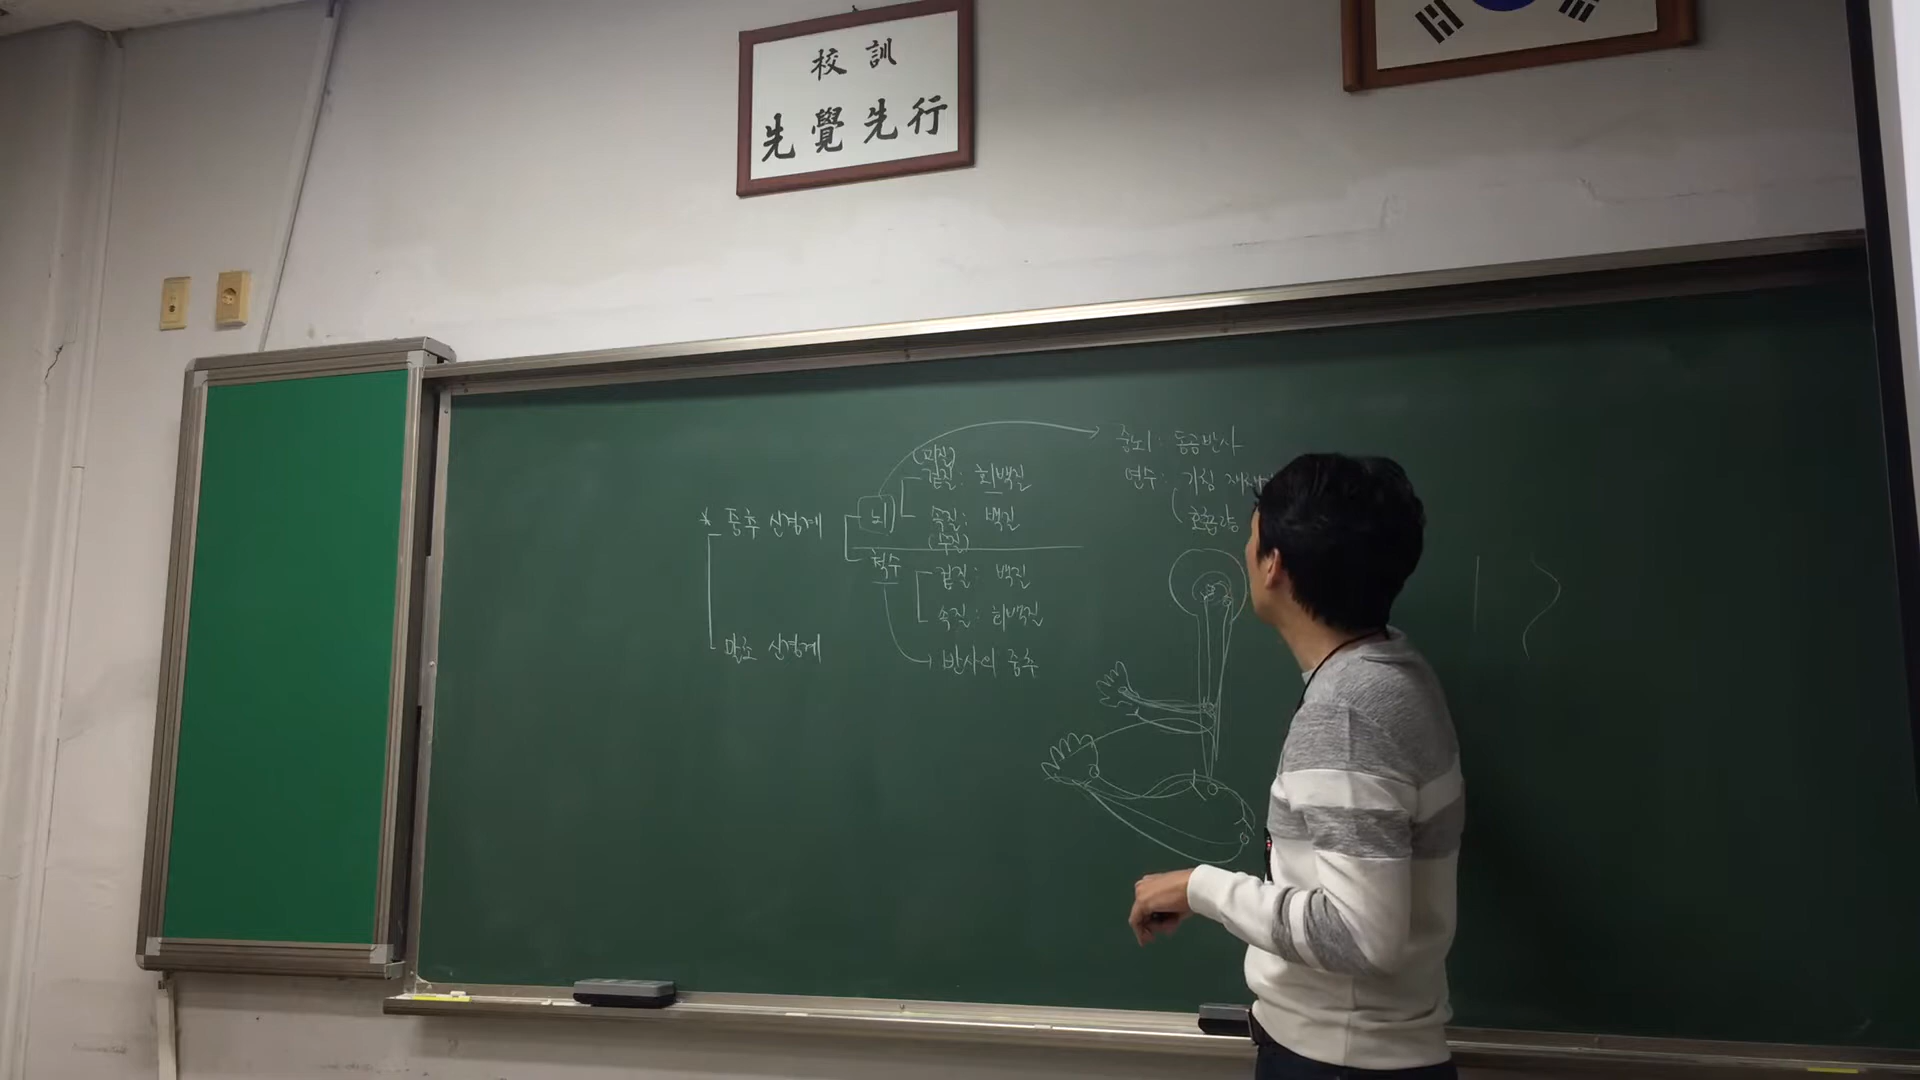 校訓
先覺先行
중뇌: 동공반사
연수: 기침 재채
호흡량
(피질)
겉질: 회백질
* 중추 신경계
뇌
속질: 백질
(수질)
척수
겉질: 백질
속질: 회백질
말초 신경계
반사의 중추